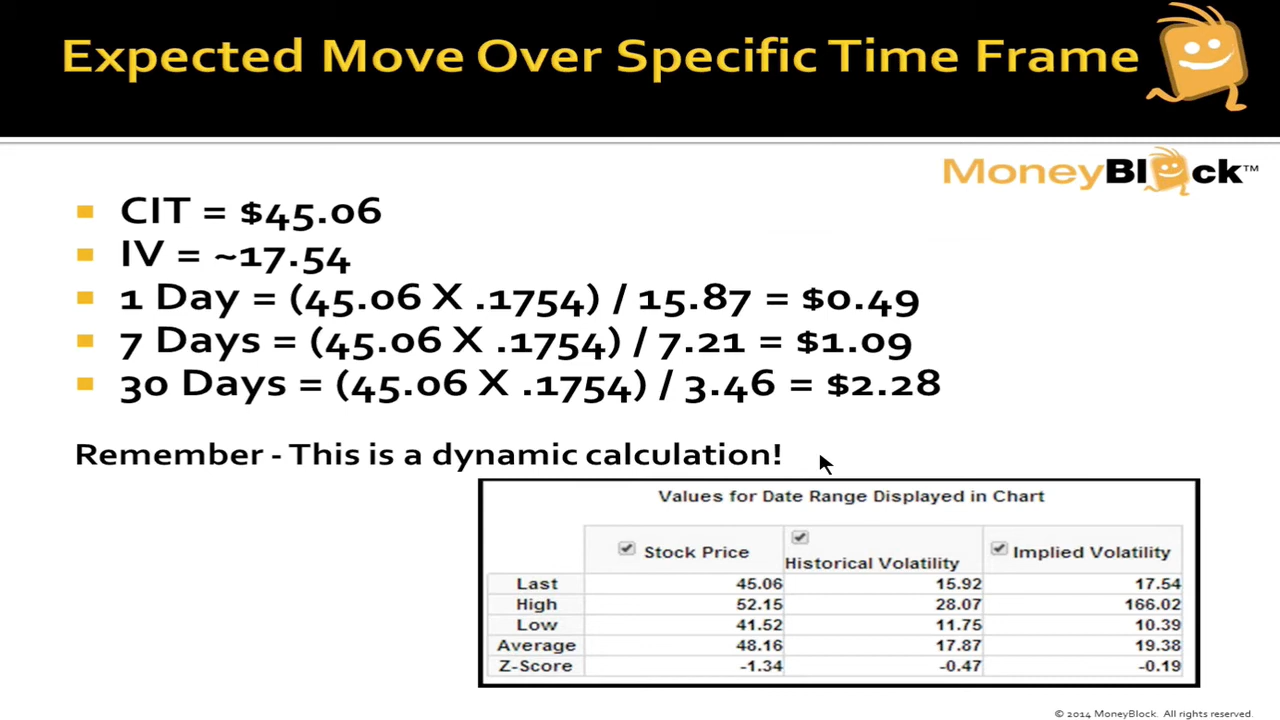 Expected Move Over Specific Time Frame
MoneyBlock™
CIT = $45.06
IV = ~17.54
1 Day = (45.06 X .1754) / 15.87 = $0.49
7 Days = (45.06 X .1754) / 7.21 = $1.09
30 Days = (45.06 X .1754) / 3.46 = $2.28
Remember - This is a dynamic calculation!
Values for Date Range Displayed in Chart
Stock Price Historical Volatility Implied Volatility
Last 45.06 15.92 17.54
High 52.15 28.07 166.02
Low 41.52 11.75 10.39
Average 48.16 17.87 19.38
Z-Score -1.34 -0.47 -0.19
© 2014 MoneyBlock. All rights reserved.